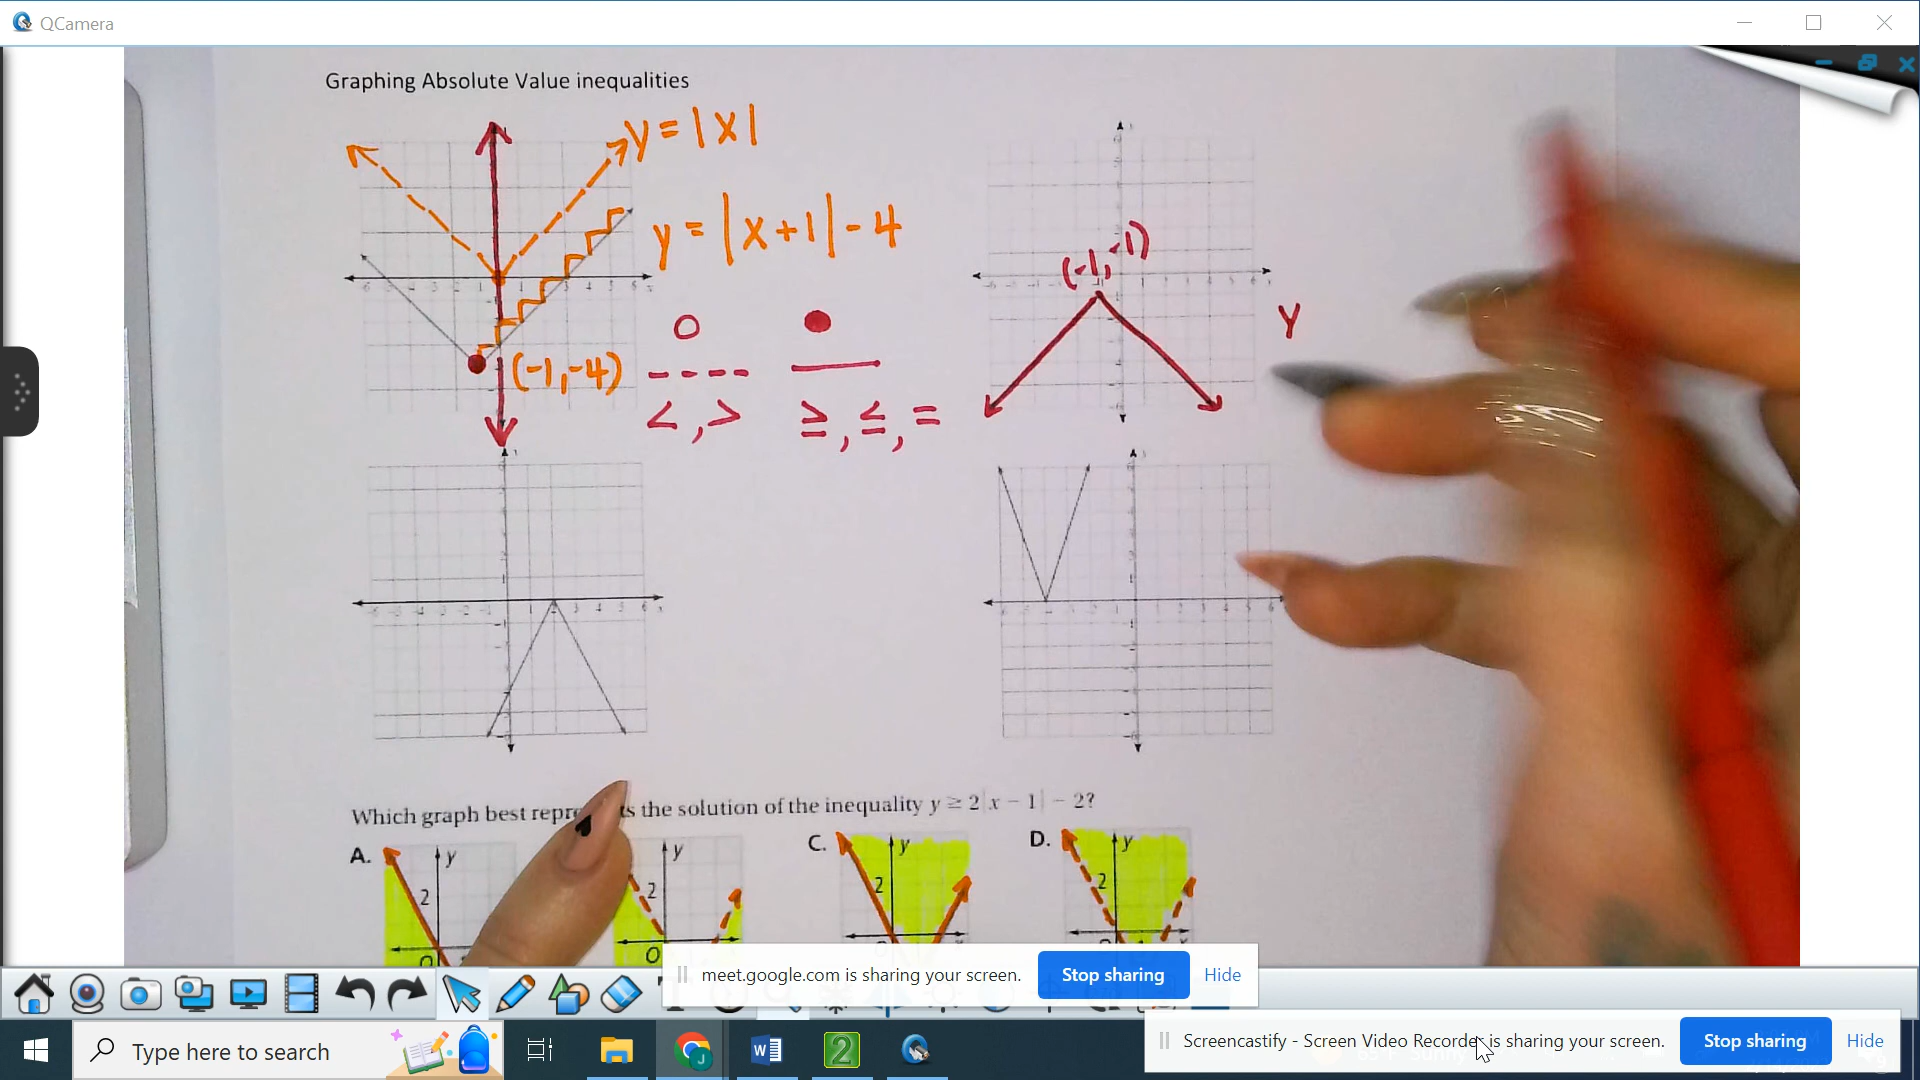 QCamera
Graphing Absolute Value inequalities
y = |x|
y = |x+1| - 4
(-1,-4)
<, >
≥, ≤, =
(-1,-1)
Y
Which graph best repre ts the solution of the inequality y ≥ 2|x − 1| − 2?
A.
y
2
O
y
2
O
C.
y
2
D.
y
2
meet.google.com is sharing your screen.
Stop sharing
Hide
Screencastify - Screen Video Recorder is sharing your screen.
Stop sharing
Hide
Type here to search